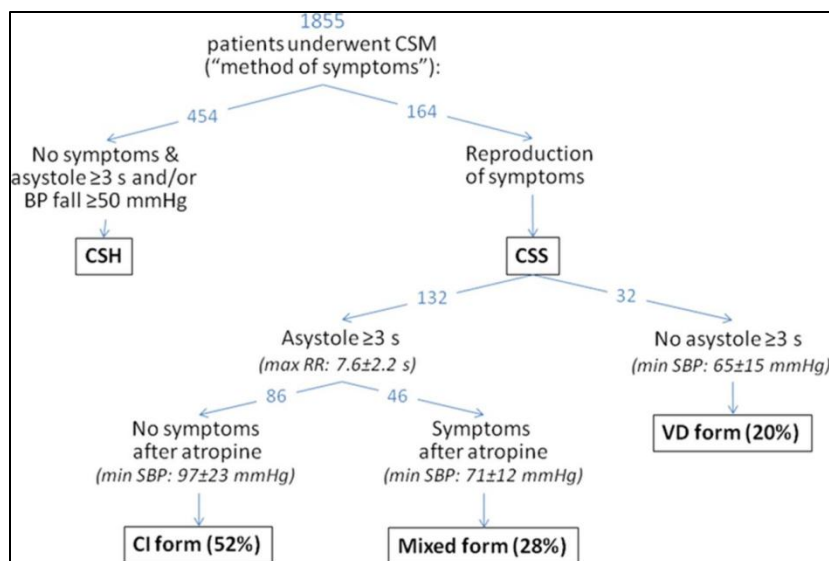 1855
patients underwent CSM
(“method of symptoms”):
454
164
No symptoms &
asystole ≥3 s and/or
BP fall ≥50 mmHg
Reproduction
of symptoms
CSH
CSS
132
32
Asystole ≥3 s
(max RR: 7.6±2.2 s)
No asystole ≥3 s
(min SBP: 65±15 mmHg)
86
46
VD form (20%)
No symptoms
after atropine
(min SBP: 97±23 mmHg)
Symptoms
after atropine
(min SBP: 71±12 mmHg)
CI form (52%)
Mixed form (28%)